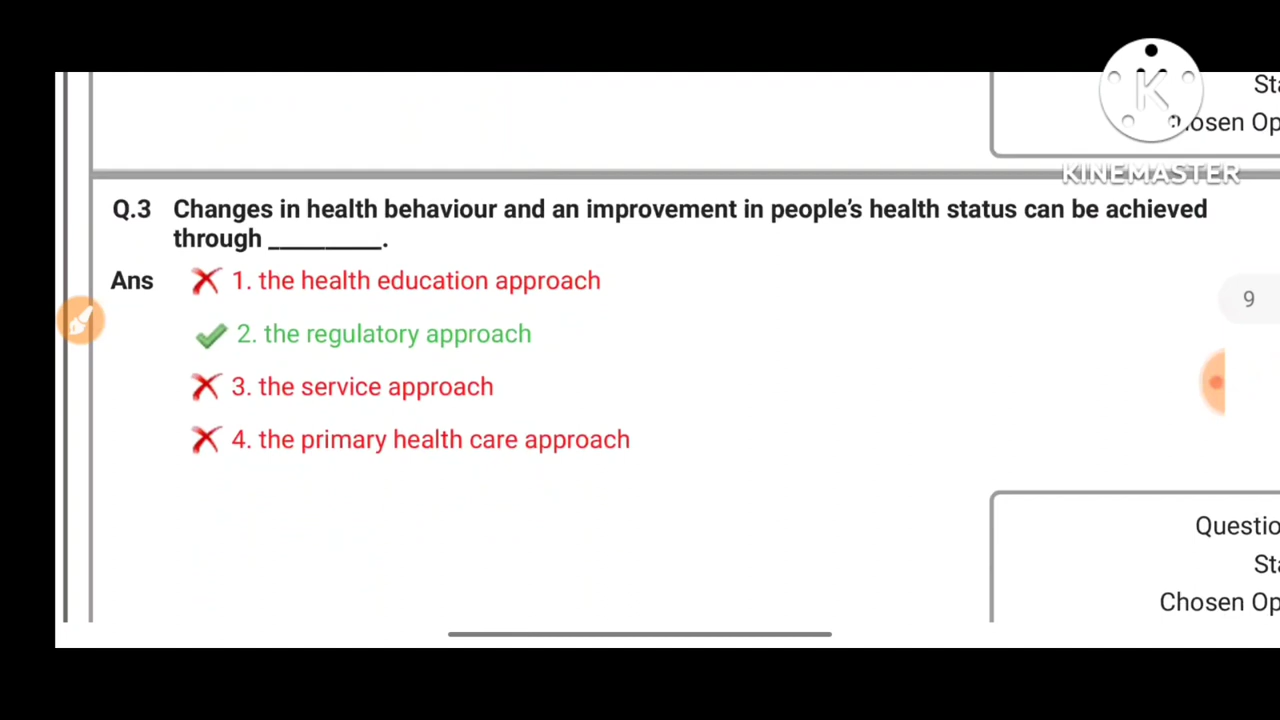 Sta
osen Op
K
KINEMASTER
Q.3 Changes in health behaviour and an improvement in people's health status can be achieved
through _________.
Ans 1. the health education approach
2. the regulatory approach
3. the service approach
4. the primary health care approach
9
Questio
Sta
Chosen Op